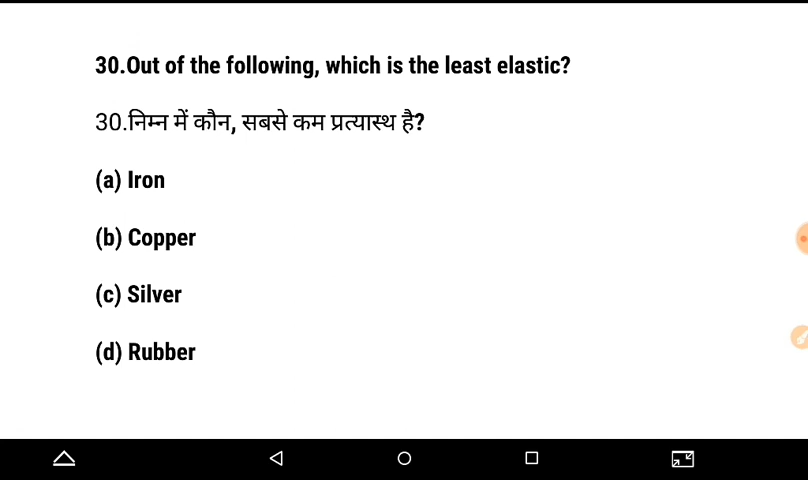 30.Out of the following, which is the least elastic?
30.निम्न में कौन, सबसे कम प्रत्यास्थ है?
(a) Iron
(b) Copper
(c) Silver
(d) Rubber